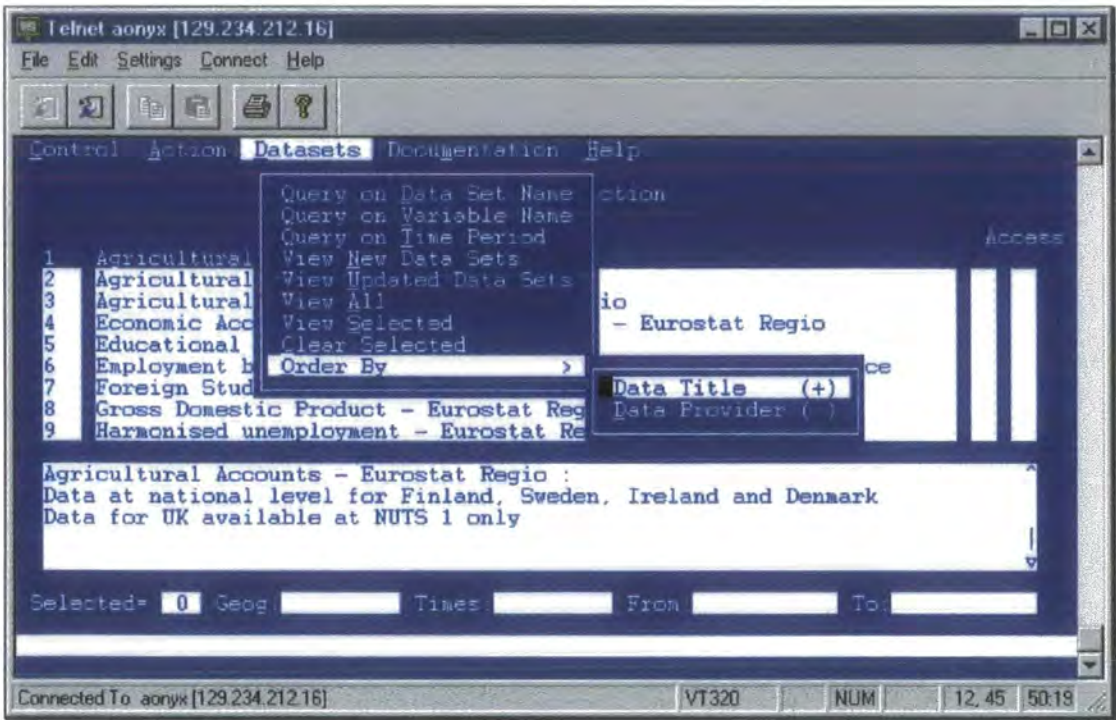 Telnet aonyx [129.234.212.16]
File Edit Settings Connect Help
Control Action Datasets Documentation Help
Query on Data Set Name ction
Query on Variable Name
Query on Time Period Access
1 Agricultural View New Data Sets
2 Agricultural View Updated Data Sets
3 Agricultural View All io
4 Economic Acc View Selected - Eurostat Regio
5 Educational Clear Selected
6 Employment b Order By > ce
7 Foreign Stud Data Title (+)
8 Gross Domestic Product - Eurostat Reg Data Provider ( )
9 Harmonised unemployment - Eurostat Re
Agricultural Accounts - Eurostat Regio :
Data at national level for Finland, Sweden, Ireland and Denmark
Data for UK available at NUTS 1 only
Selected= 0 Geog Times From To:
Connected To aonyx [129.234.212.16] VT320 NUM 12, 45 50:19